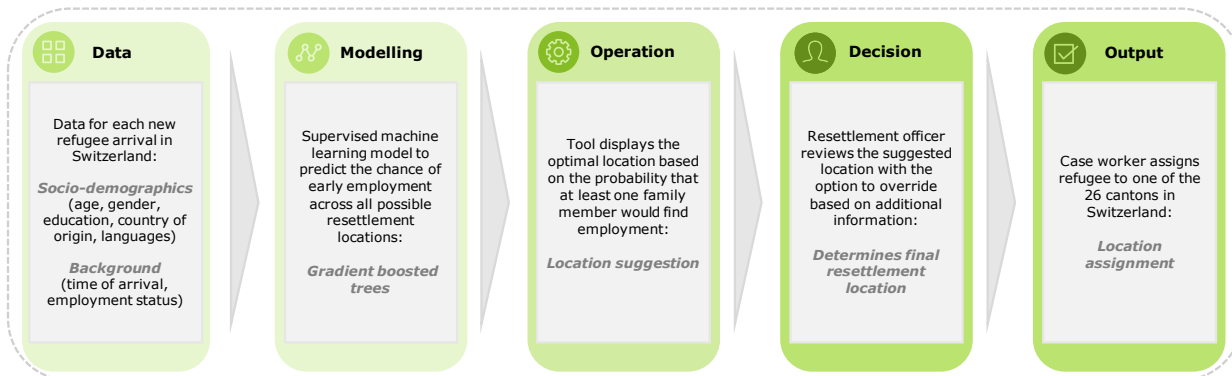 Data
Data for each new
refugee arrival in
Switzerland:
Socio-demographics
(age, gender,
education, country of
origin, languages)
Background
(time of arrival,
employment status)
Modelling
Supervised machine
learning model to
predict the chance of
early employment
across all possible
resettlement
locations:
Gradient boosted
trees
Operation
Tool displays the
optimal location based
on the probability that
at least one family
member would find
employment:
Location suggestion
Decision
Resettlement officer
reviews the suggested
location with the
option to override
based on additional
information:
Determines final
resettlement
location
Output
Case worker assigns
refugee to one of the
26 cantons in
Switzerland:
Location
assignment